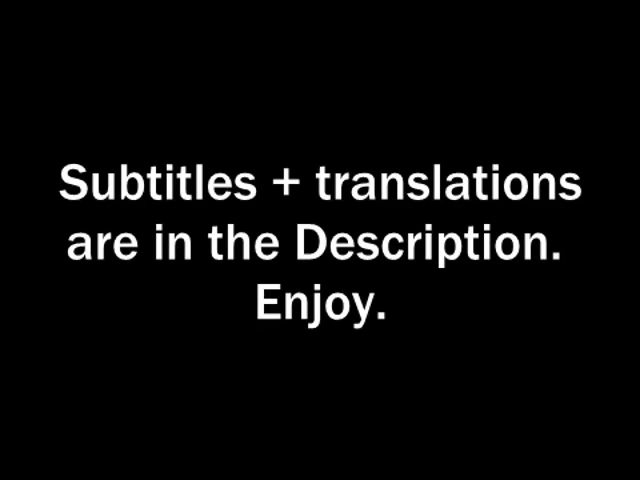 Subtitles + translations
are in the Description.
Enjoy.